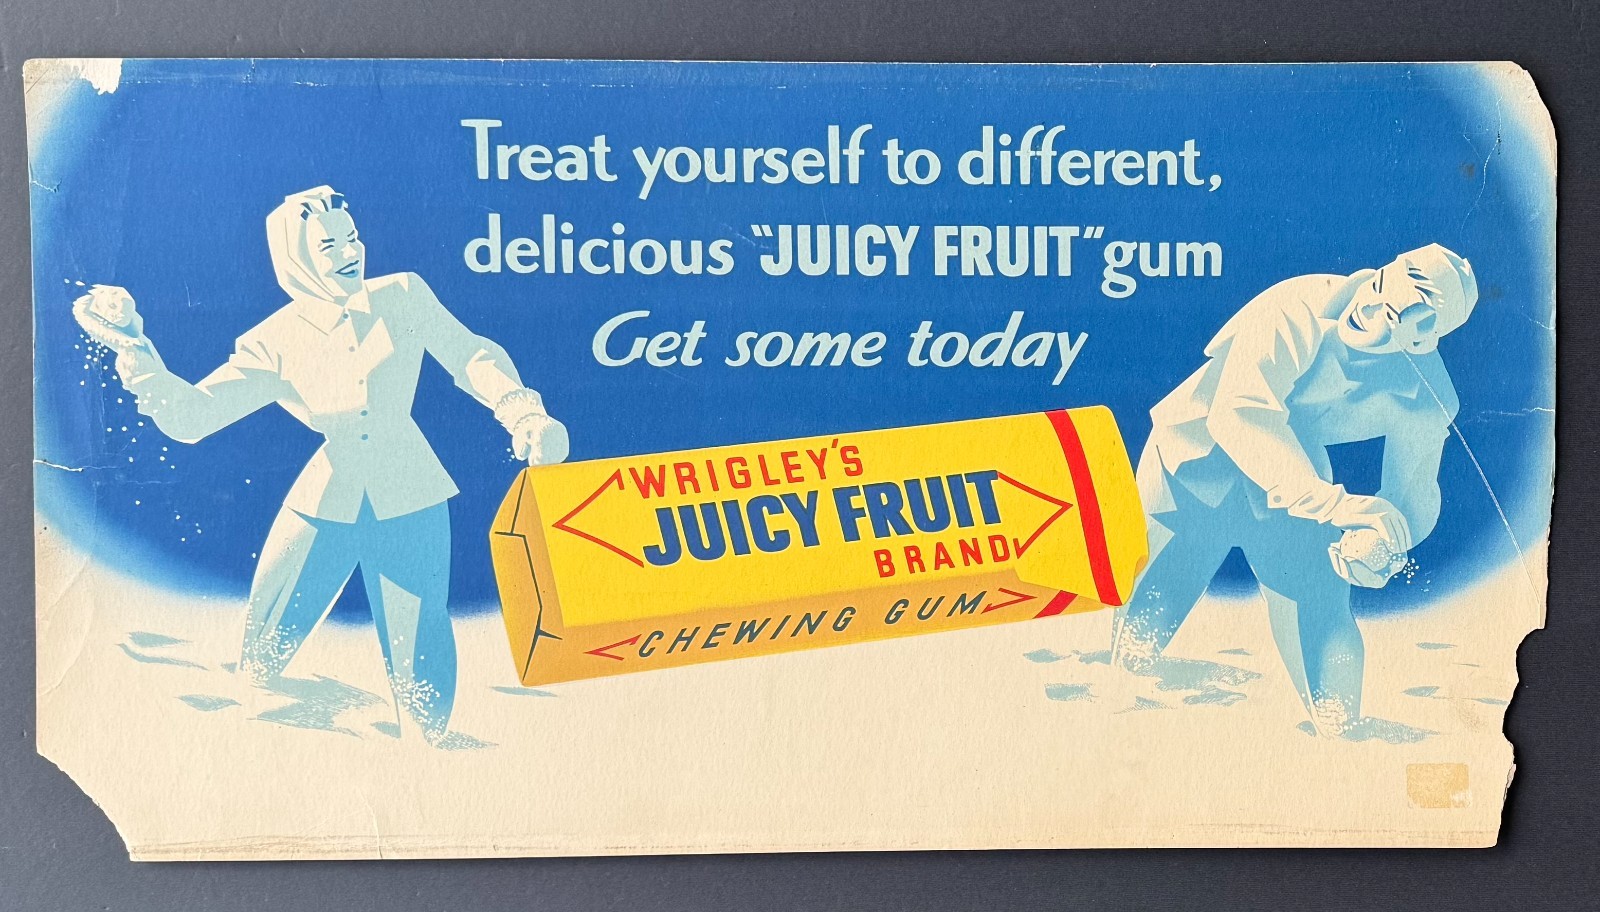 Treat yourself to different,
delicious "JUICY FRUIT" gum
Get some today
WRIGLEY'S
JUICY FRUIT
BRAND
CHEWING GUM